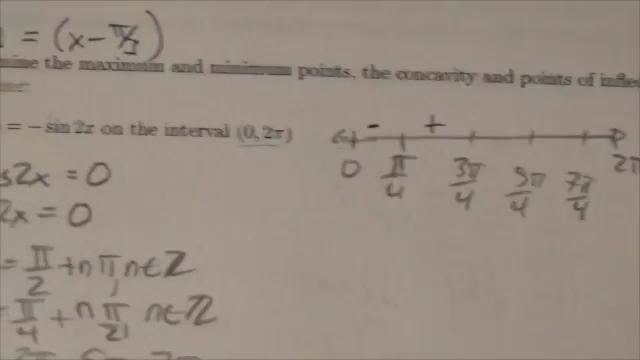 = (x - π/2)
the maximum and minimum points, the concavity and points of
= -sin 2x on the interval (0, 2π)
- +
0 π/4 3π/4 5π/4 7π/4 2π
s2x = 0
2x = 0
= π/2 + nπ, n∈Z
= π/4 + nπ/2, n∈Z